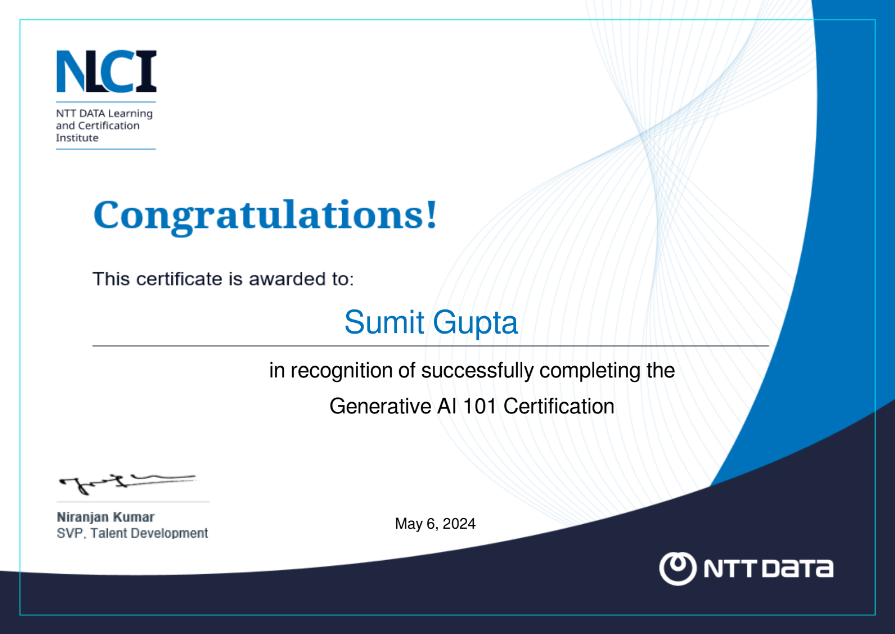 NLCI
NTT DATA Learning
and Certification
Institute
Congratulations!
This certificate is awarded to:
Sumit Gupta
in recognition of successfully completing the
Generative AI 101 Certification
Niranjan Kumar
SVP, Talent Development
May 6, 2024
NTT DATA